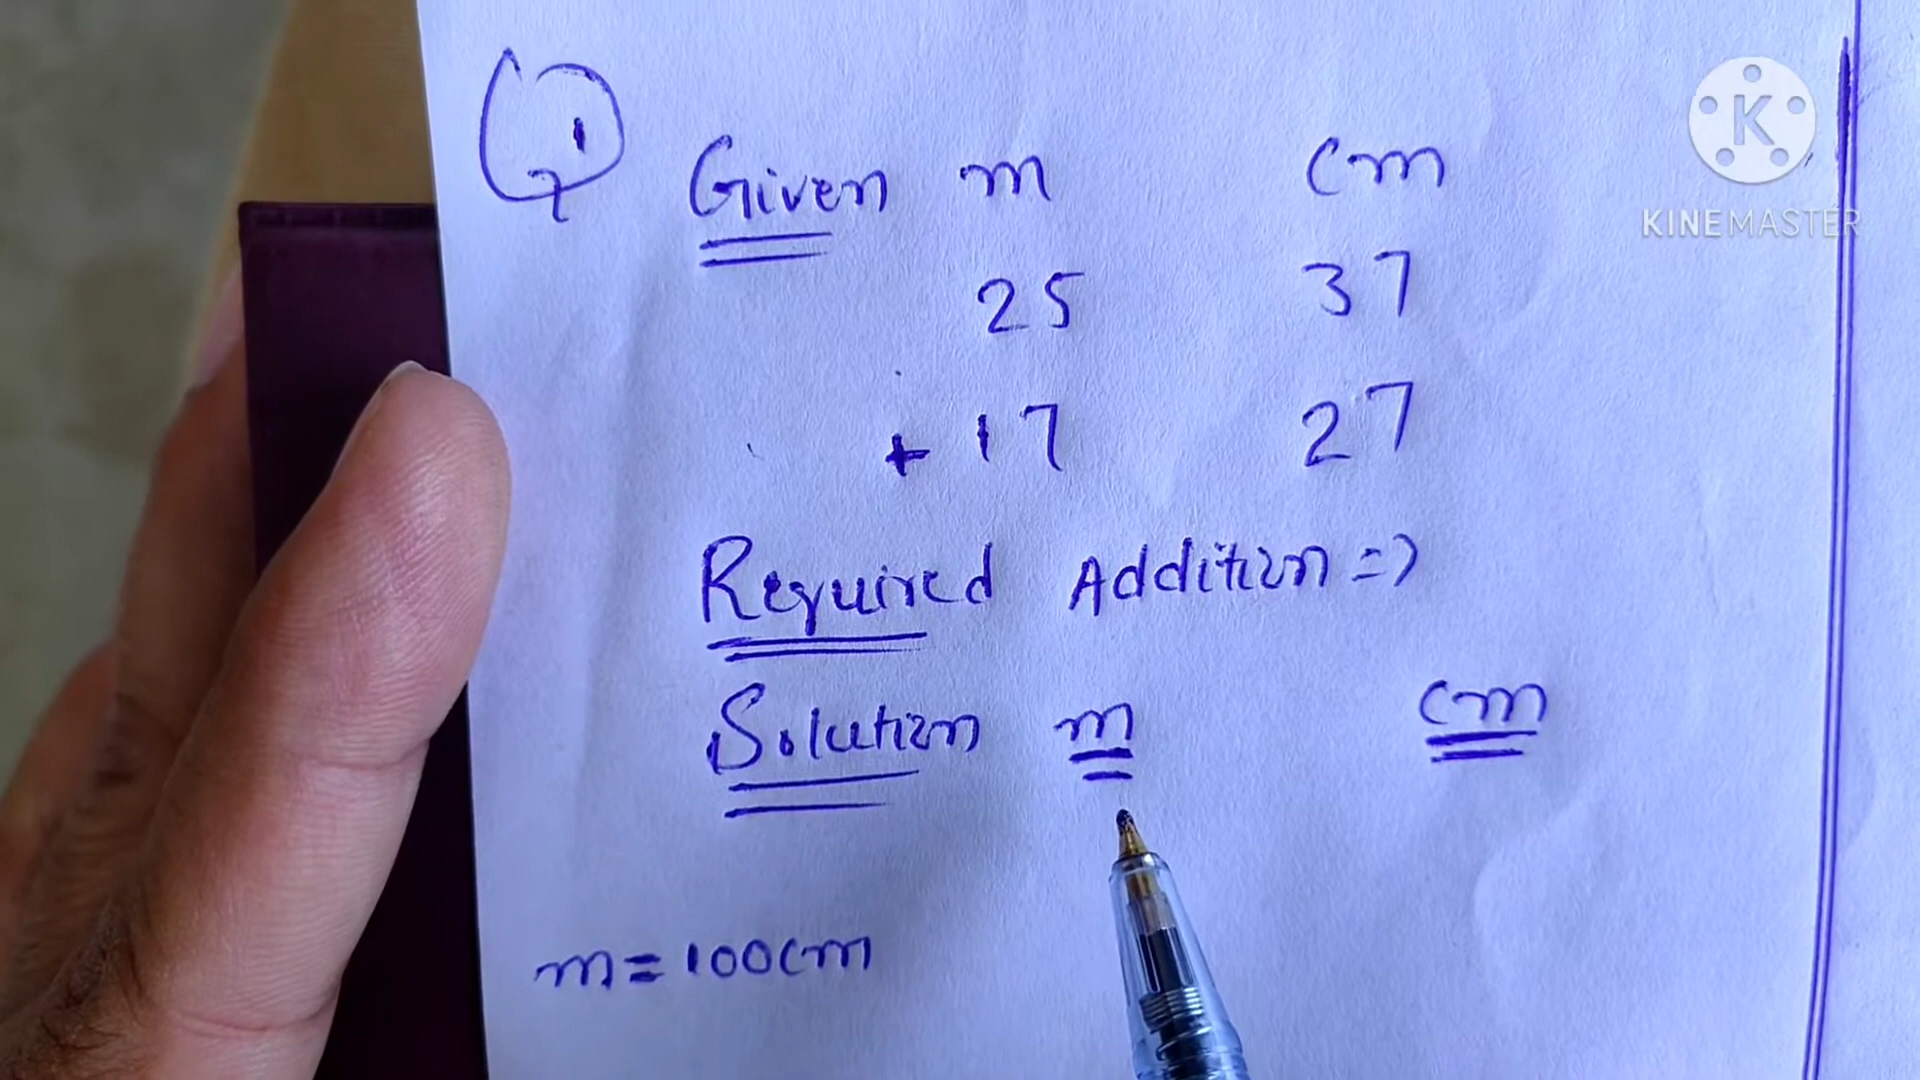 Q1
Given m cm
25 37
+ 17 27
Required Addition =>
Solution m cm
m = 100cm
K
KINEMASTER